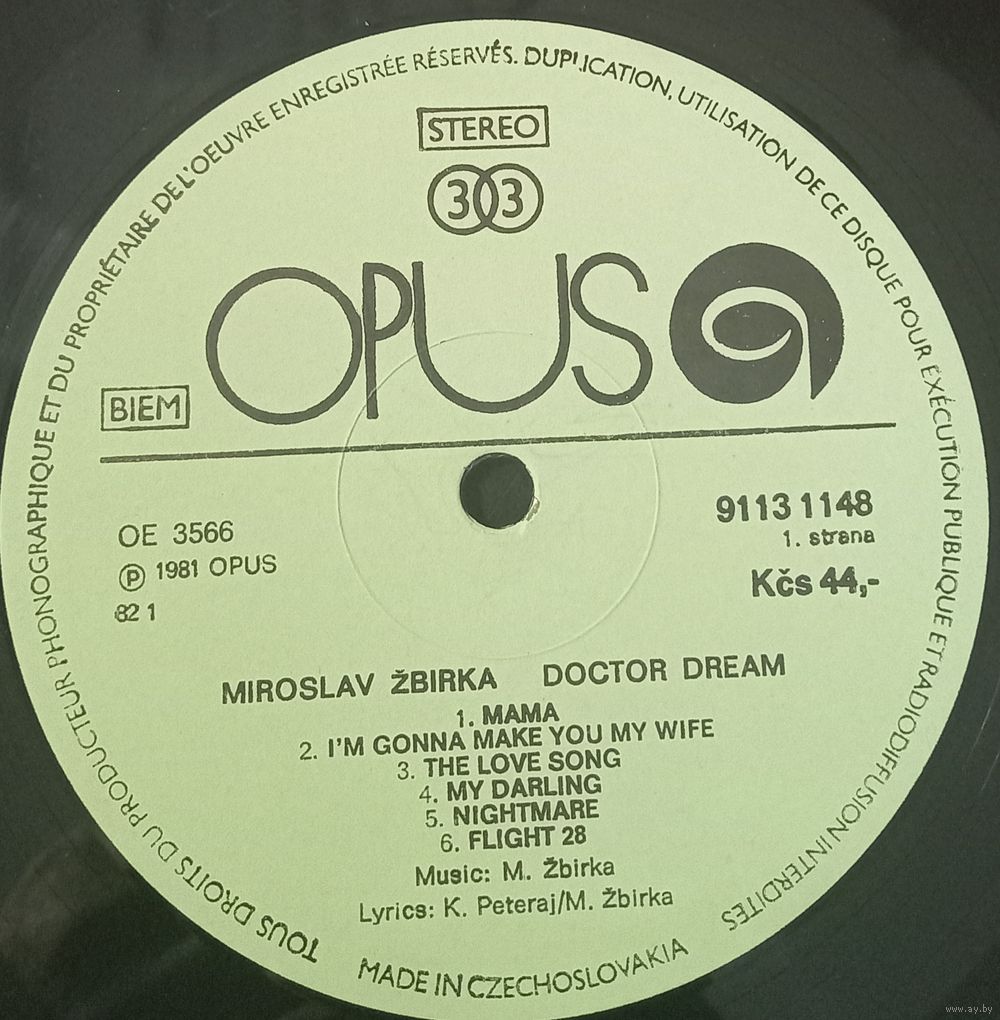 TOUS DROITS DU PRODUCTEUR PHONOGRAPHIQUE ET DU PROPRIÉTAIRE DE L'OEUVRE ENREGISTRÉE RÉSERVÉS. DUPLICATION, UTILISATION DE CE DISQUE POUR EXÉCUTION PUBLIQUE ET RADIODIFFUSION INTERDITES
STEREO
33
OPUS
BIEM
OE 3566
Ⓟ 1981 OPUS
82 1
9113 1148
1. strana
Kčs 44,-
MIROSLAV ŽBIRKA DOCTOR DREAM
1. MAMA
2. I'M GONNA MAKE YOU MY WIFE
3. THE LOVE SONG
4. MY DARLING
5. NIGHTMARE
6. FLIGHT 28
Music: M. Žbirka
Lyrics: K. Peteraj/M. Žbirka
MADE IN CZECHOSLOVAKIA
www.ay.by